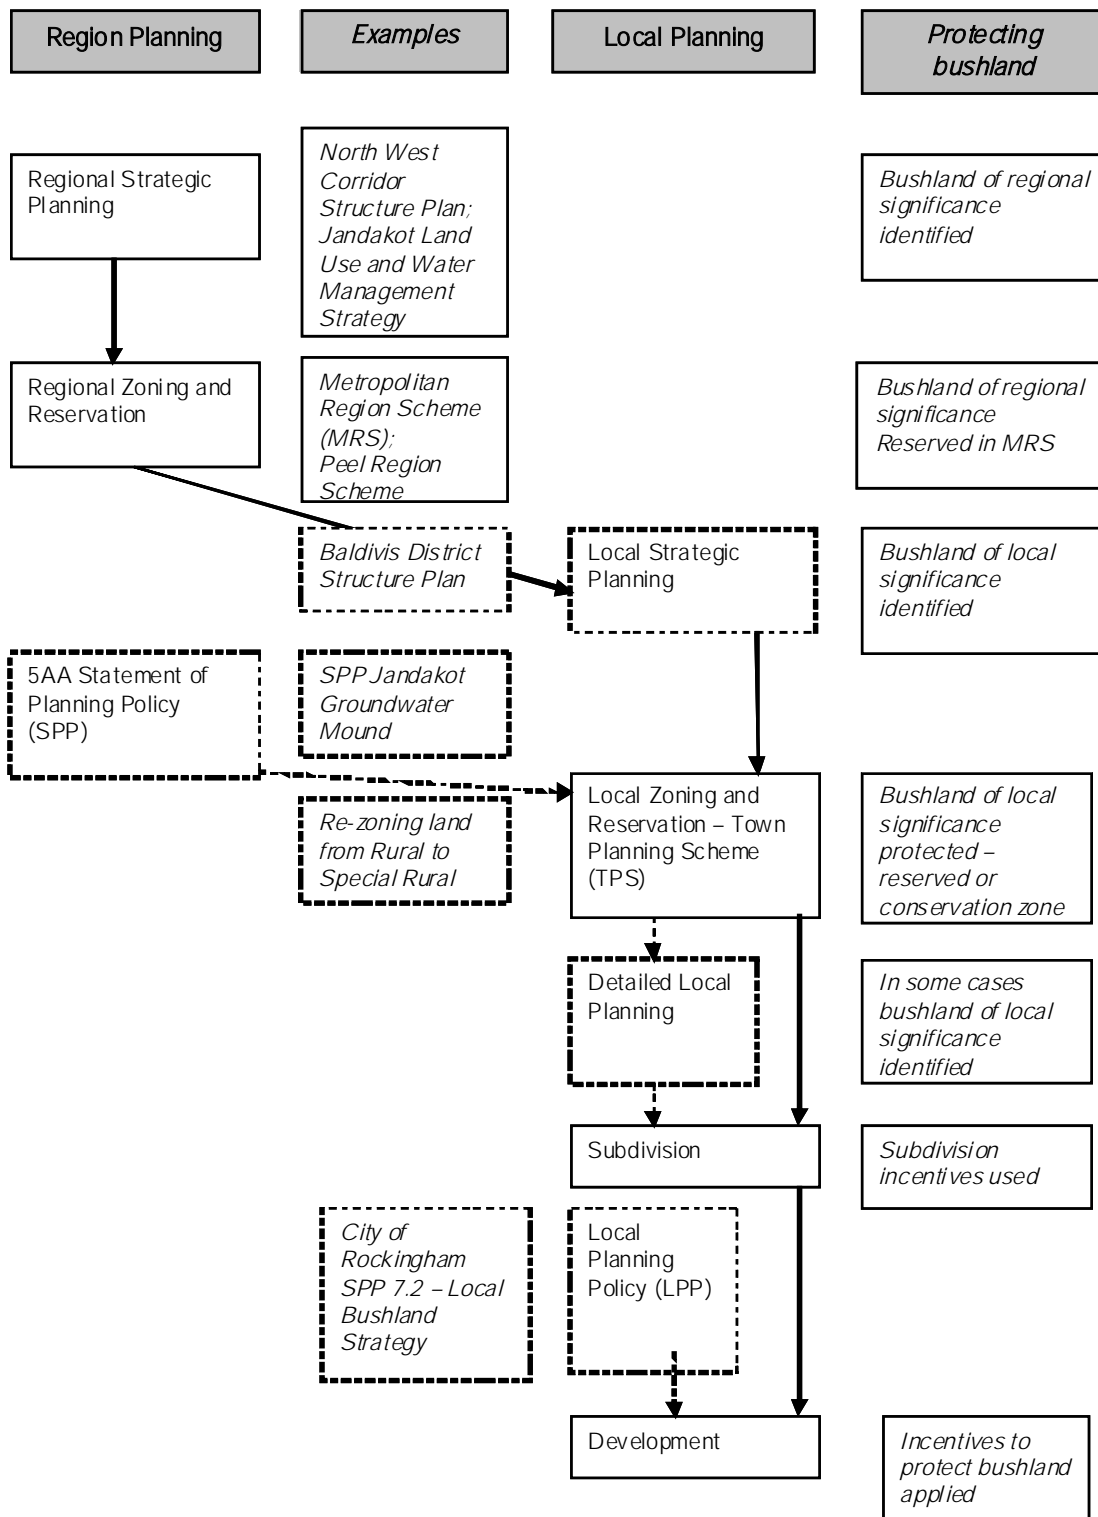 Region Planning
Examples
Local Planning
Protecting
bushland
Regional Strategic
Planning
North West
Corridor
Structure Plan;
Jandakot Land
Use and Water
Management
Strategy
Bushland of regional
significance
identified
Regional Zoning and
Reservation
Metropolitan
Region Scheme
(MRS);
Peel Region
Scheme
Bushland of regional
significance
Reserved in MRS
Baldivis District
Structure Plan
Local Strategic
Planning
Bushland of local
significance
identified
5AA Statement of
Planning Policy
(SPP)
SPP Jandakot
Groundwater
Mound
Re-zoning land
from Rural to
Special Rural
Local Zoning and
Reservation – Town
Planning Scheme
(TPS)
Bushland of local
significance
protected –
reserved or
conservation zone
Detailed Local
Planning
In some cases
bushland of local
significance
identified
Subdivision
Subdivision
incentives used
City of
Rockingham
SPP 7.2 – Local
Bushland
Strategy
Local
Planning
Policy (LPP)
Development
Incentives to
protect bushland
applied